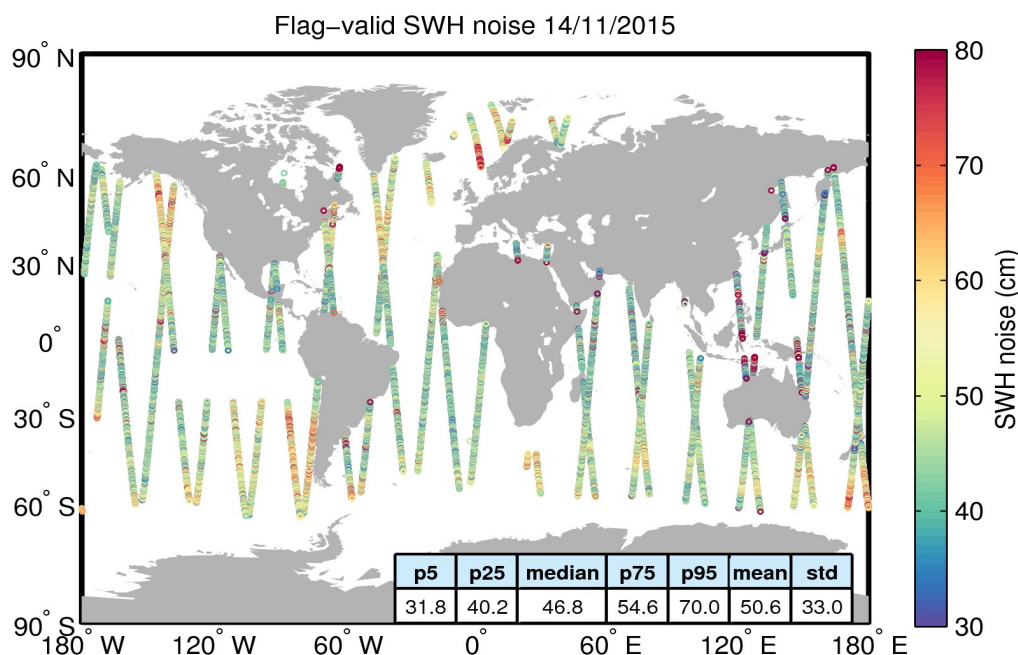 Flag−valid SWH noise 14/11/2015
90° N
60° N
30° N
0°
30° S
60° S
90° S
180° W
120° W
60° W
0°
60° E
120° E
180° E
p5 p25 median p75 p95 mean std
31.8 40.2 46.8 54.6 70.0 50.6 33.0
80
70
60
50
40
30
SWH noise (cm)